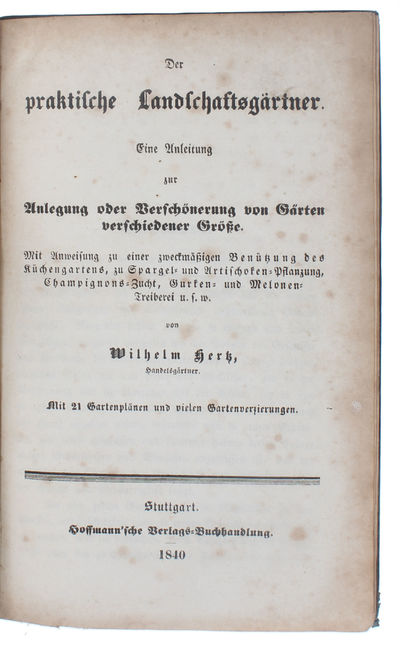 Der
praktische Landschaftsgärtner.
Eine Anleitung
zur
Anlegung oder Verschönerung von Gärten
verschiedener Größe.
Mit Anweisung zu einer zweckmäßigen Benützung des
Küchengartens, zu Spargel- und Artischoken-Pflanzung,
Champignons-Zucht, Gurken- und Melonen-
Treiberei u. s. w.
von
Wilhelm Hertz,
Handelsgärtner.
Mit 21 Gartenplänen und vielen Gartenverzierungen.
Stuttgart.
Hoffmann'sche Verlags-Buchhandlung.
1840